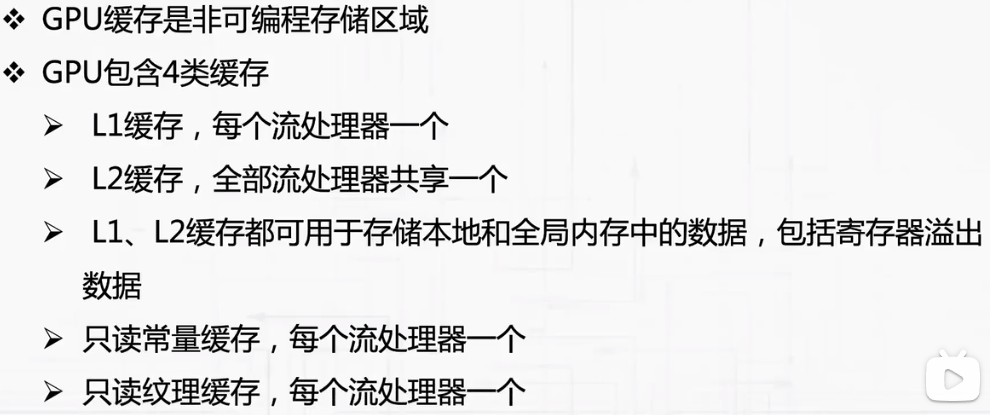 ❖ GPU缓存是非可编程存储区域
❖ GPU包含4类缓存
➢ L1缓存，每个流处理器一个
➢ L2缓存，全部流处理器共享一个
➢ L1、L2缓存都可用于存储本地和全局内存中的数据，包括寄存器溢出
数据
➢ 只读常量缓存，每个流处理器一个
➢ 只读纹理缓存，每个流处理器一个